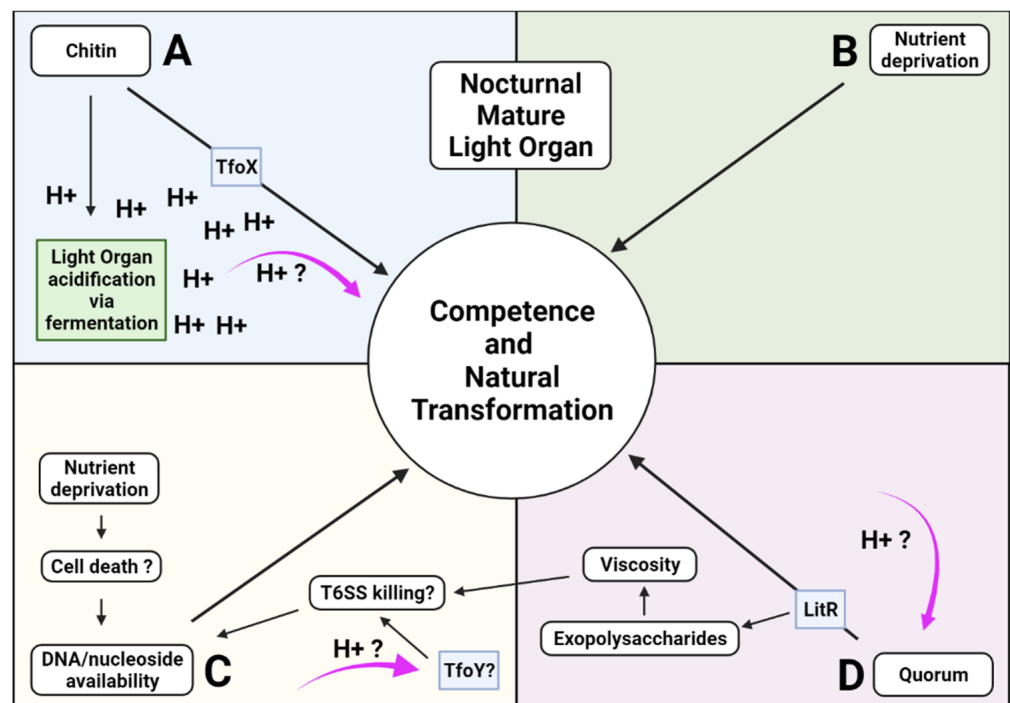 Chitin
A
TfoX
H+
H+
H+
H+
H+
Light Organ
acidification
via
fermentation
H+
H+ ?
H+
H+
Nocturnal
Mature
Light Organ
B
Nutrient
deprivation
Competence
and
Natural
Transformation
Nutrient
deprivation
Cell death ?
DNA/nucleoside
availability
C
T6SS killing?
H+ ?
TfoY?
Viscosity
Exopolysaccharides
LitR
H+ ?
D
Quorum